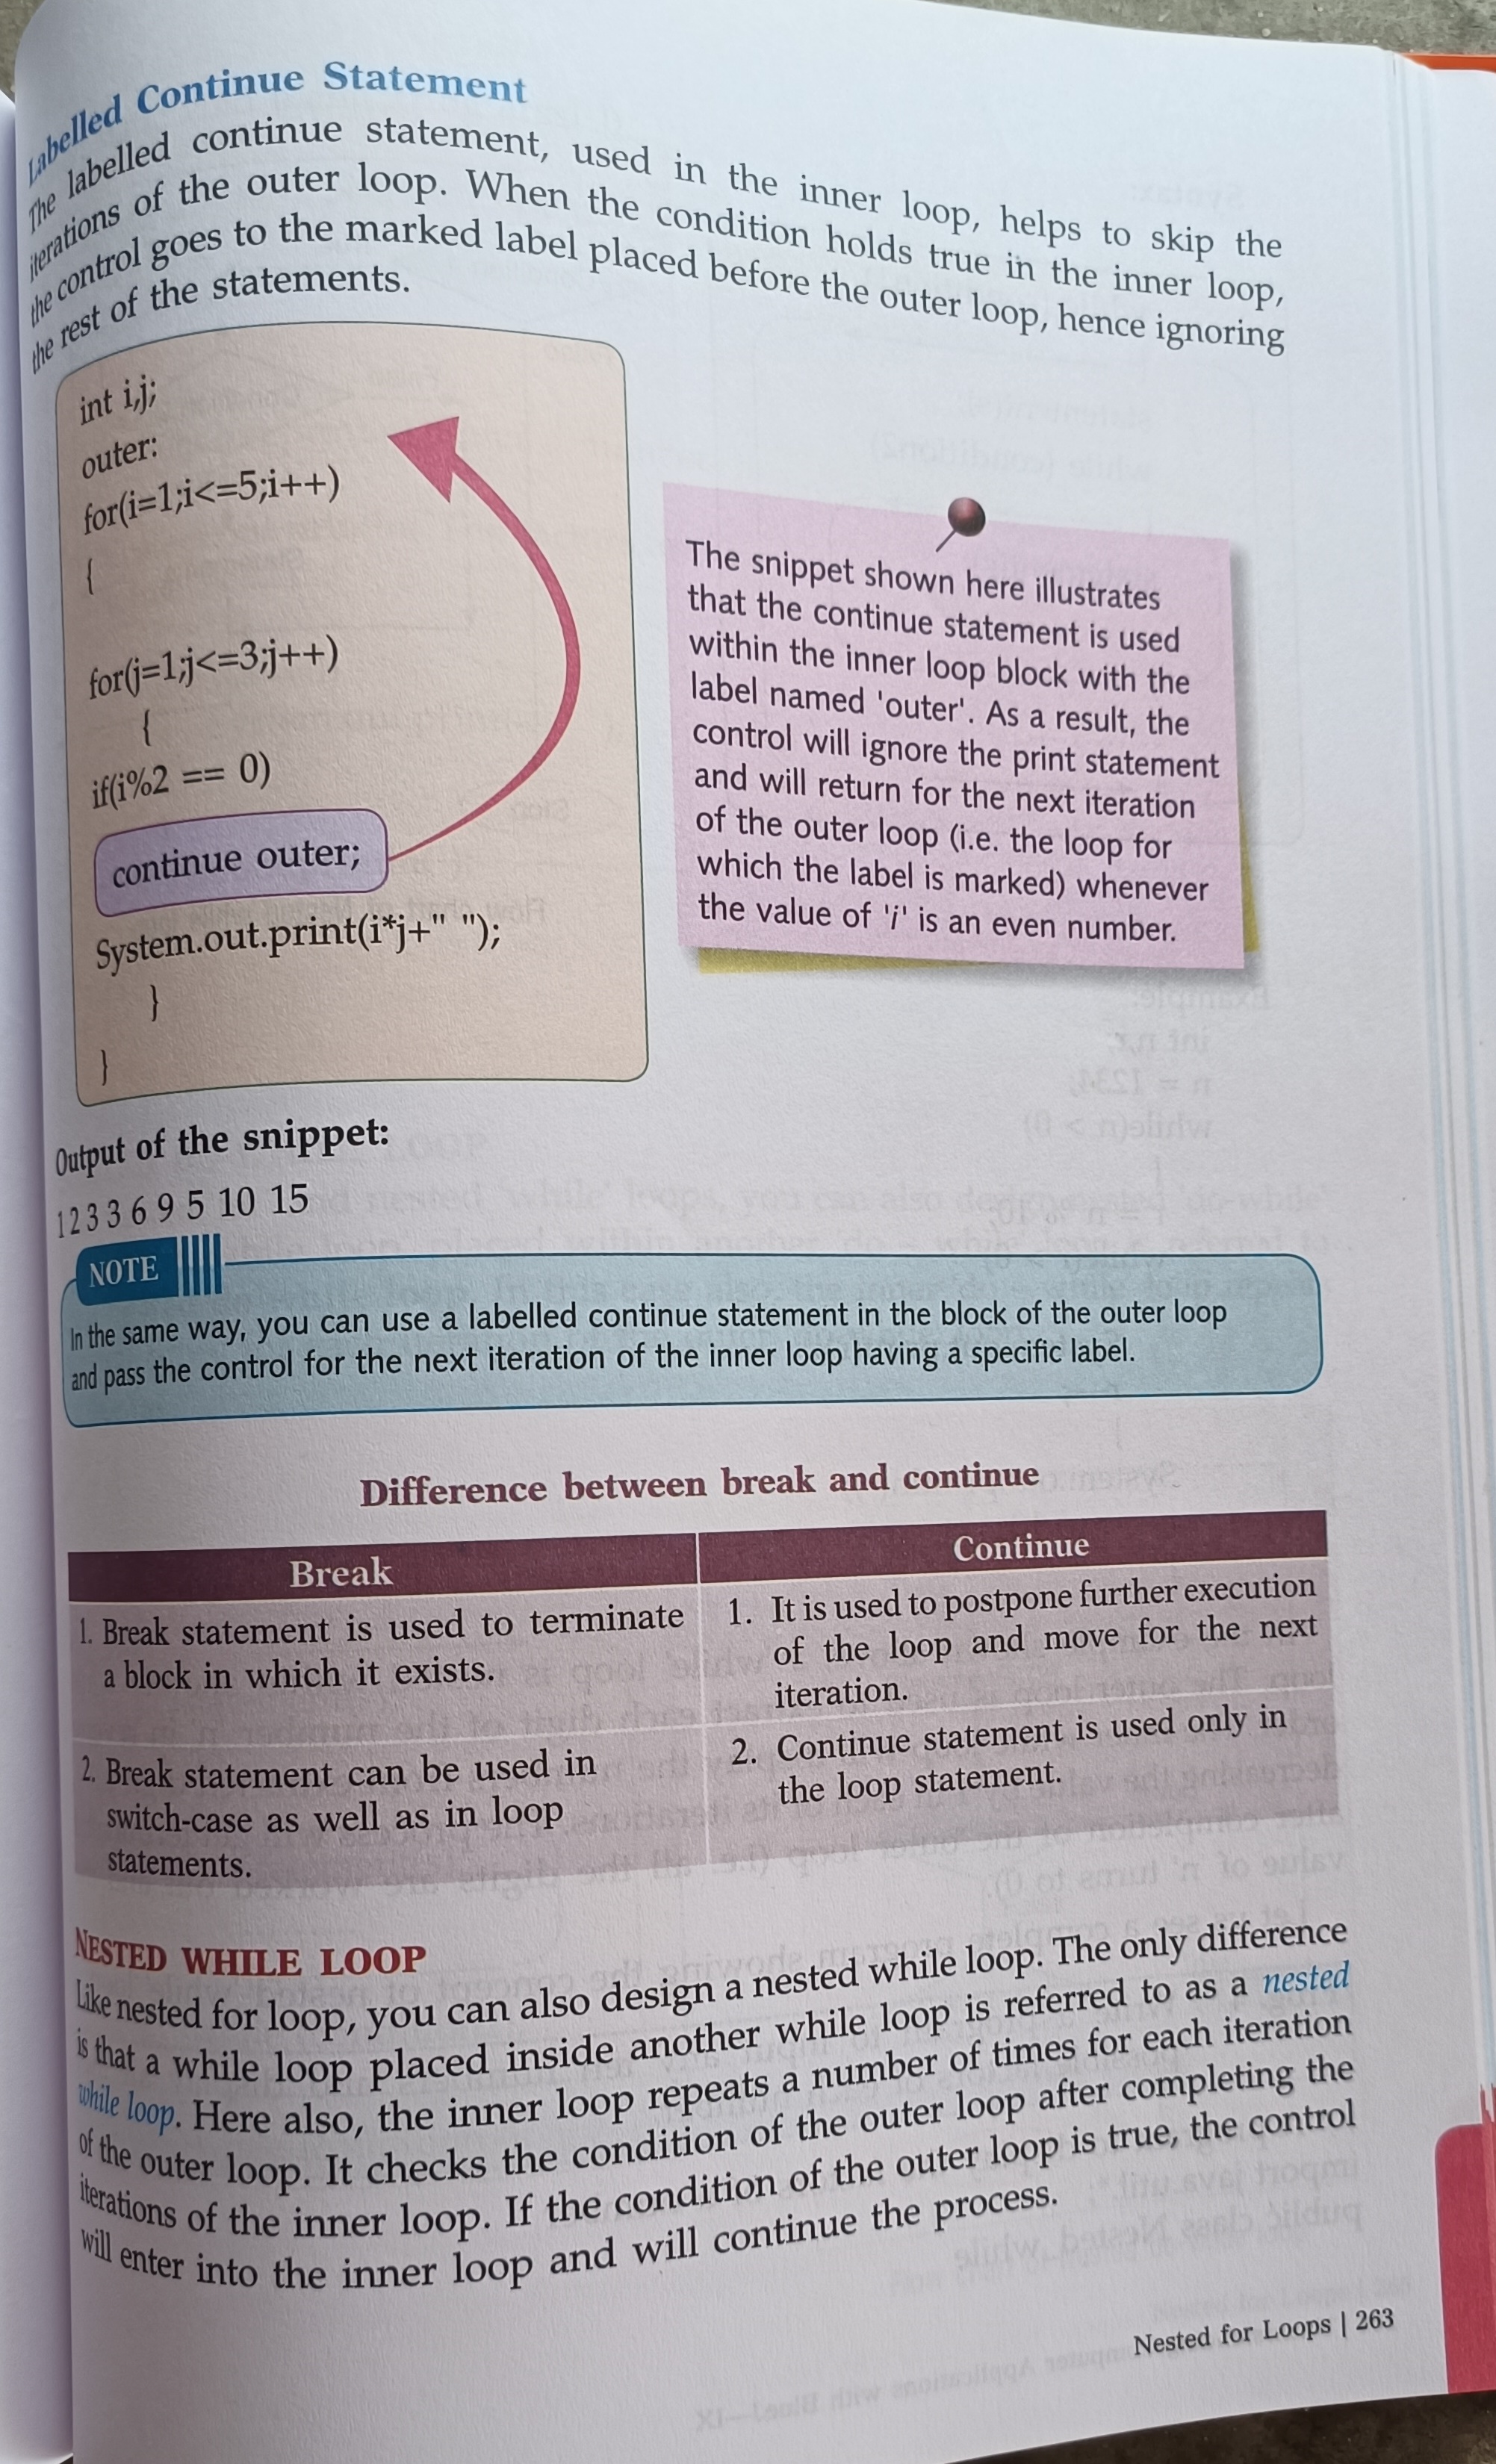 Labelled Continue Statement
The labelled continue statement, used in the inner loop, helps to skip the
iterations of the outer loop. When the condition holds true in the inner loop,
the control goes to the marked label placed before the outer loop, hence ignoring
the rest of the statements.
int i,j;
outer:
for(i=1;i<=5;i++)
{
for(j=1;j<=3;j++)
{
if(i%2 == 0)
continue outer;
System.out.print(i*j+" ");
}
}
The snippet shown here illustrates
that the continue statement is used
within the inner loop block with the
label named 'outer'. As a result, the
control will ignore the print statement
and will return for the next iteration
of the outer loop (i.e. the loop for
which the label is marked) whenever
the value of 'i' is an even number.
Output of the snippet:
1 2 3 3 6 9 5 10 15
NOTE
In the same way, you can use a labelled continue statement in the block of the outer loop
and pass the control for the next iteration of the inner loop having a specific label.
Difference between break and continue
Break
1. Break statement is used to terminate
a block in which it exists.
2. Break statement can be used in
switch-case as well as in loop
statements.
Continue
1. It is used to postpone further execution
of the loop and move for the next
iteration.
2. Continue statement is used only in
the loop statement.
NESTED WHILE LOOP
Like nested for loop, you can also design a nested while loop. The only difference
is that a while loop placed inside another while loop is referred to as a nested
while loop. Here also, the inner loop repeats a number of times for each iteration
of the outer loop. It checks the condition of the outer loop after completing the
iterations of the inner loop. If the condition of the outer loop is true, the control
will enter into the inner loop and will continue the process.
Nested for Loops | 263